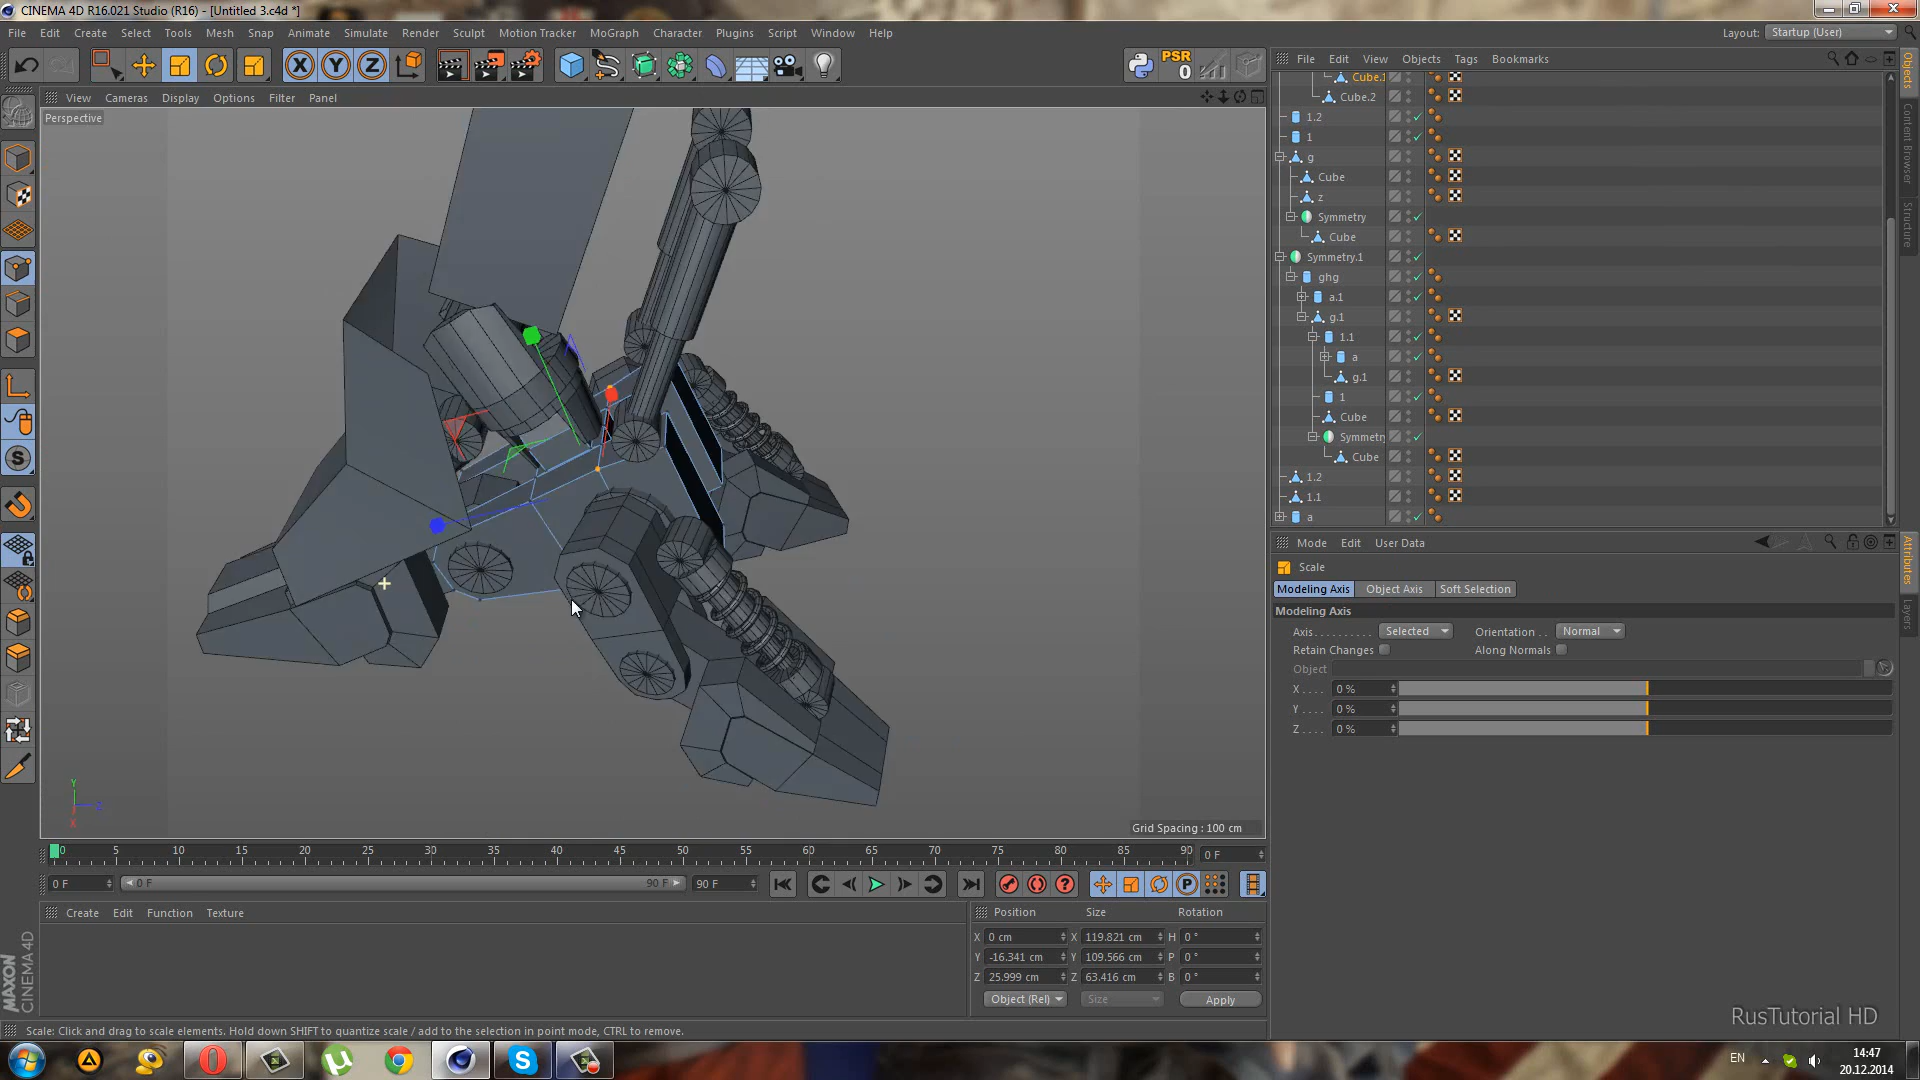 CINEMA 4D R16.021 Studio (R16) - [Untitled 3.c4d *]
File Edit Create Select Tools Mesh Snap Animate Simulate Render Sculpt Motion Tracker MoGraph Character Plugins Script Window Help
Layout: Startup (User)
X Y Z
PSR
0
File Edit View Objects Tags Bookmarks
View Cameras Display Options Filter Panel
Perspective
Cube.1
Cube.2
1.2
1
g
Cube
z
Symmetry
Cube
Symmetry.1
ghg
a.1
g.1
1.1
a
g.1
1
Cube
Symmetry
Cube
1.2
1.1
a
Objects
Content Browser
Structure
Mode Edit User Data
Scale
Modeling Axis Object Axis Soft Selection
Modeling Axis
Axis . . . . . . . . . . Selected Orientation . . Normal
Retain Changes Along Normals
Object
X . . . . 0 %
Y . . . . 0 %
Z . . . . 0 %
Attributes
Layers
Y
Z
X
Grid Spacing : 100 cm
0 5 10 15 20 25 30 35 40 45 50 55 60 65 70 75 80 85 90 0 F
0 F 0 F 90 F 90 F
Create Edit Function Texture
Position Size Rotation
X 0 cm X 119.821 cm H 0 °
Y -16.341 cm Y 109.566 cm P 0 °
Z 25.999 cm Z 63.416 cm B 0 °
Object (Rel) Size Apply
MAXON
CINEMA 4D
RusTutorial HD
Scale: Click and drag to scale elements. Hold down SHIFT to quantize scale / add to the selection in point mode, CTRL to remove.
EN
14:47
20.12.2014